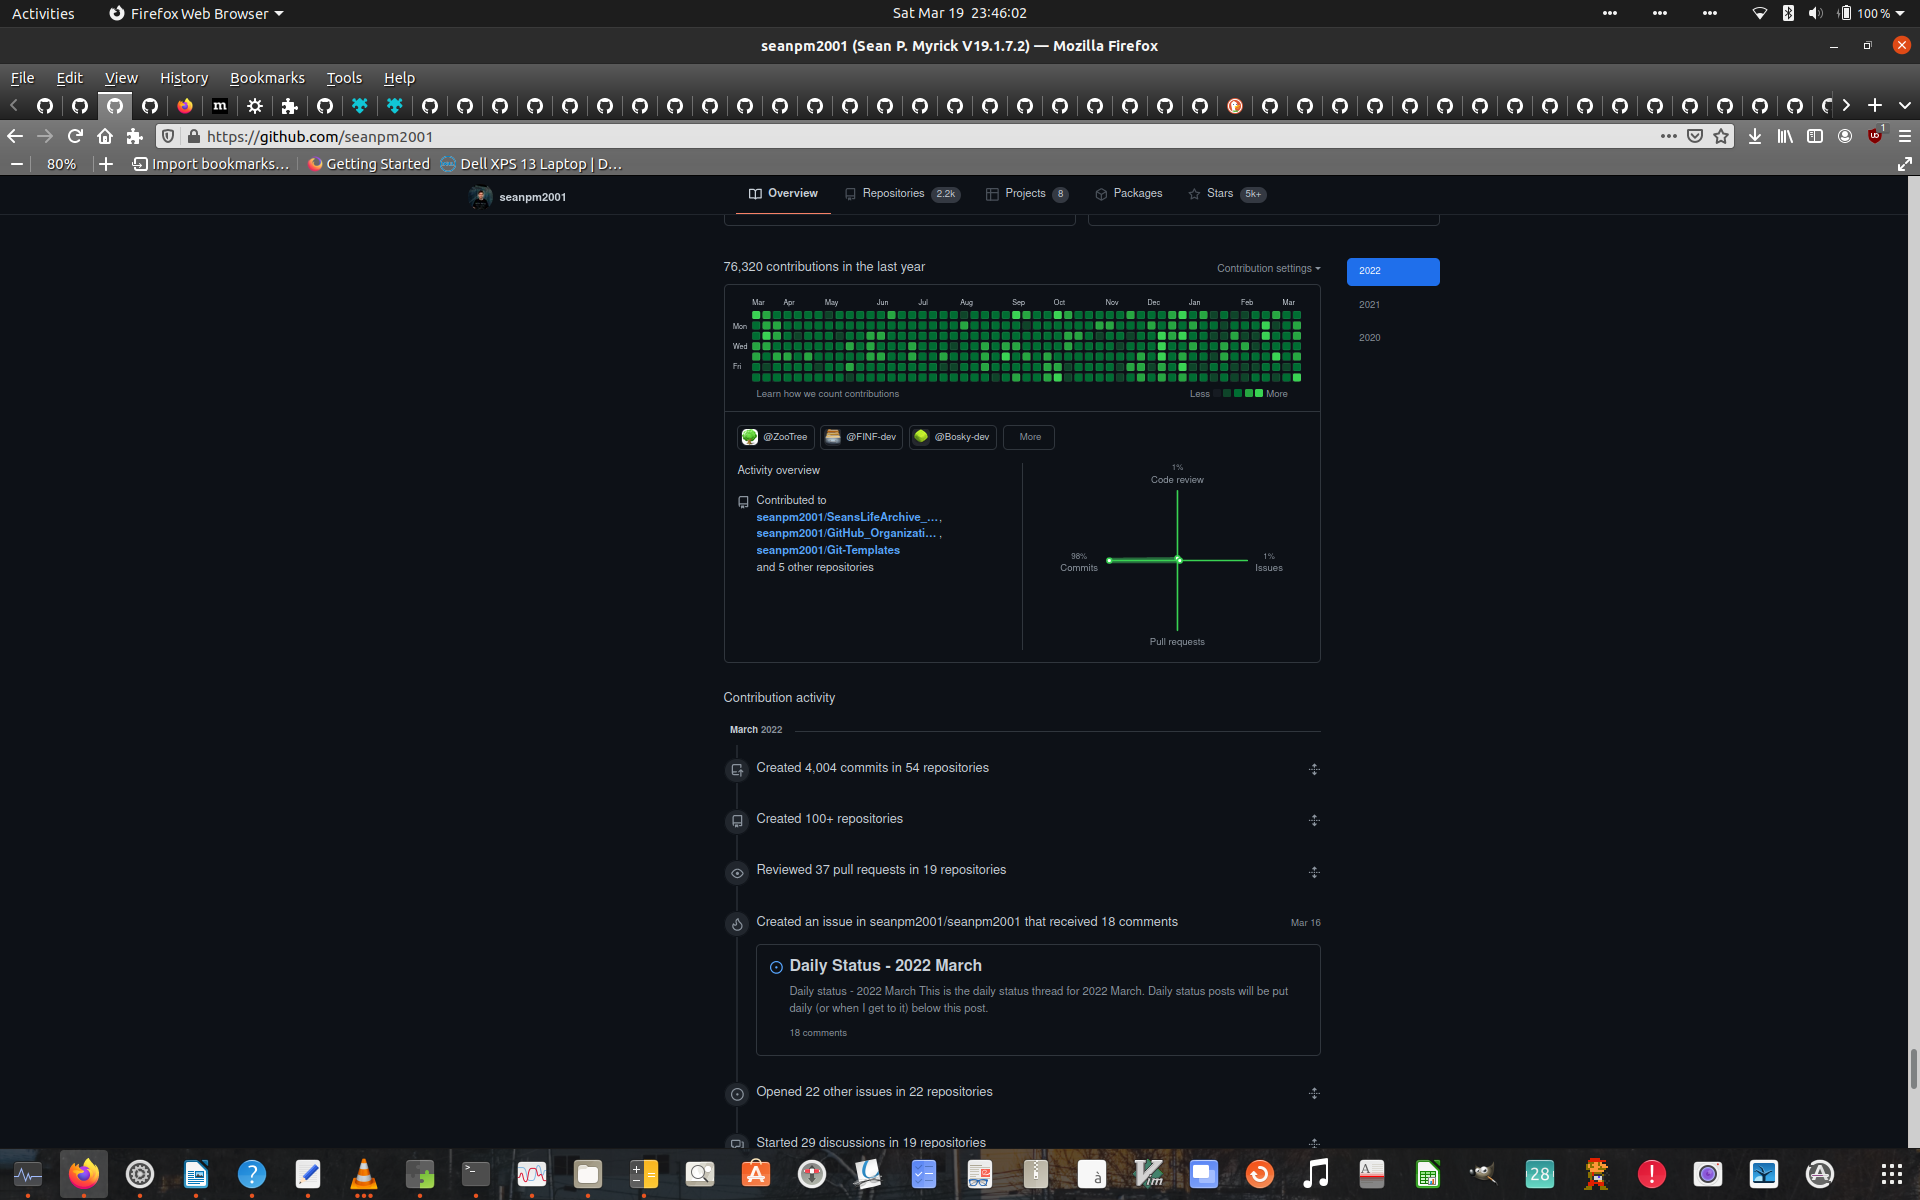 Activities
Firefox Web Browser
Sat Mar 19 23:46:02
100 %
seanpm2001 (Sean P. Myrick V19.1.7.2) — Mozilla Firefox
File Edit View History Bookmarks Tools Help
https://github.com/seanpm2001
80% Import bookmarks... Getting Started Dell XPS 13 Laptop | D...
seanpm2001
Overview Repositories 2.2k Projects 8 Packages Stars 5k+
76,320 contributions in the last year
Contribution settings
2022
2021
2020
Mar Apr May Jun Jul Aug Sep Oct Nov Dec Jan Feb Mar
Mon
Wed
Fri
Learn how we count contributions
Less More
@ZooTree @FINF-dev @Bosky-dev More
Activity overview
Contributed to
seanpm2001/SeansLifeArchive_... ,
seanpm2001/GitHub_Organizati... ,
seanpm2001/Git-Templates
and 5 other repositories
1%
Code review
98%
Commits
1%
Issues
Pull requests
Contribution activity
March 2022
Created 4,004 commits in 54 repositories
Created 100+ repositories
Reviewed 37 pull requests in 19 repositories
Created an issue in seanpm2001/seanpm2001 that received 18 comments
Mar 16
Daily Status - 2022 March
Daily status - 2022 March This is the daily status thread for 2022 March. Daily status posts will be put
daily (or when I get to it) below this post.
18 comments
Opened 22 other issues in 22 repositories
Started 29 discussions in 19 repositories
28